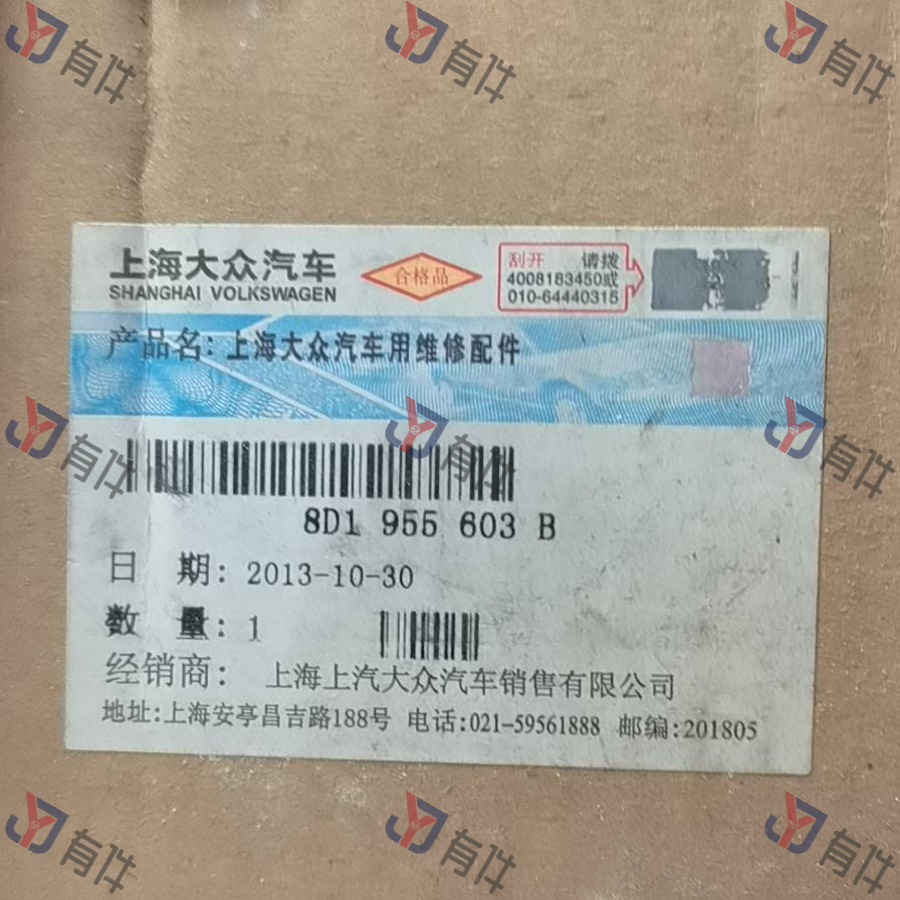 有件
有件
有件
上海大众汽车
SHANGHAI VOLKSWAGEN
合格品
刮开 请拨
4008183450或
010-64440315
产品名:上海大众汽车用维修配件
有件
有件
有件
8D1 955 603 B
日 期: 2013-10-30
数 量: 1
经销商: 上海上汽大众汽车销售有限公司
地址:上海安亭昌吉路188号 电话:021-59561888 邮编:201805
有件
有件
有件